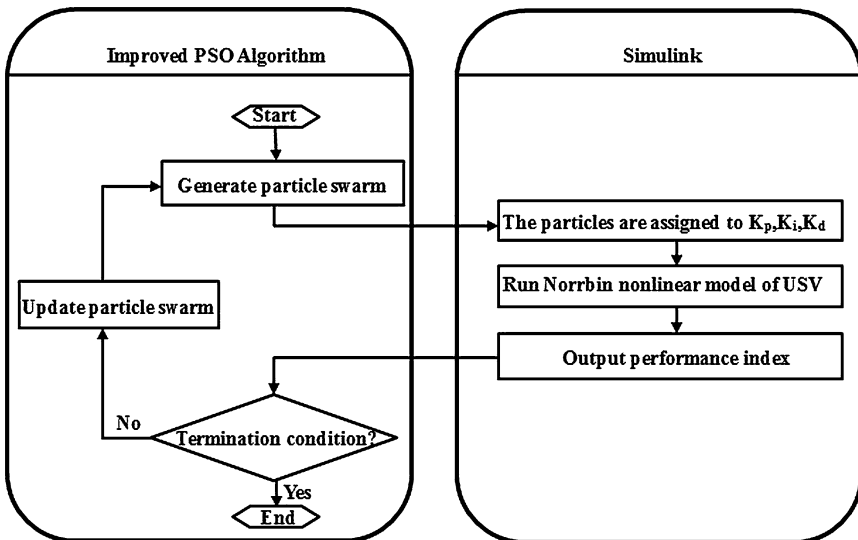 Improved PSO Algorithm
Simulink
Start
Generate particle swarm
The particles are assigned to Kp,Ki,Kd
Run Norrbin nonlinear model of USV
Update particle swarm
Output performance index
No
Termination condition?
Yes
End